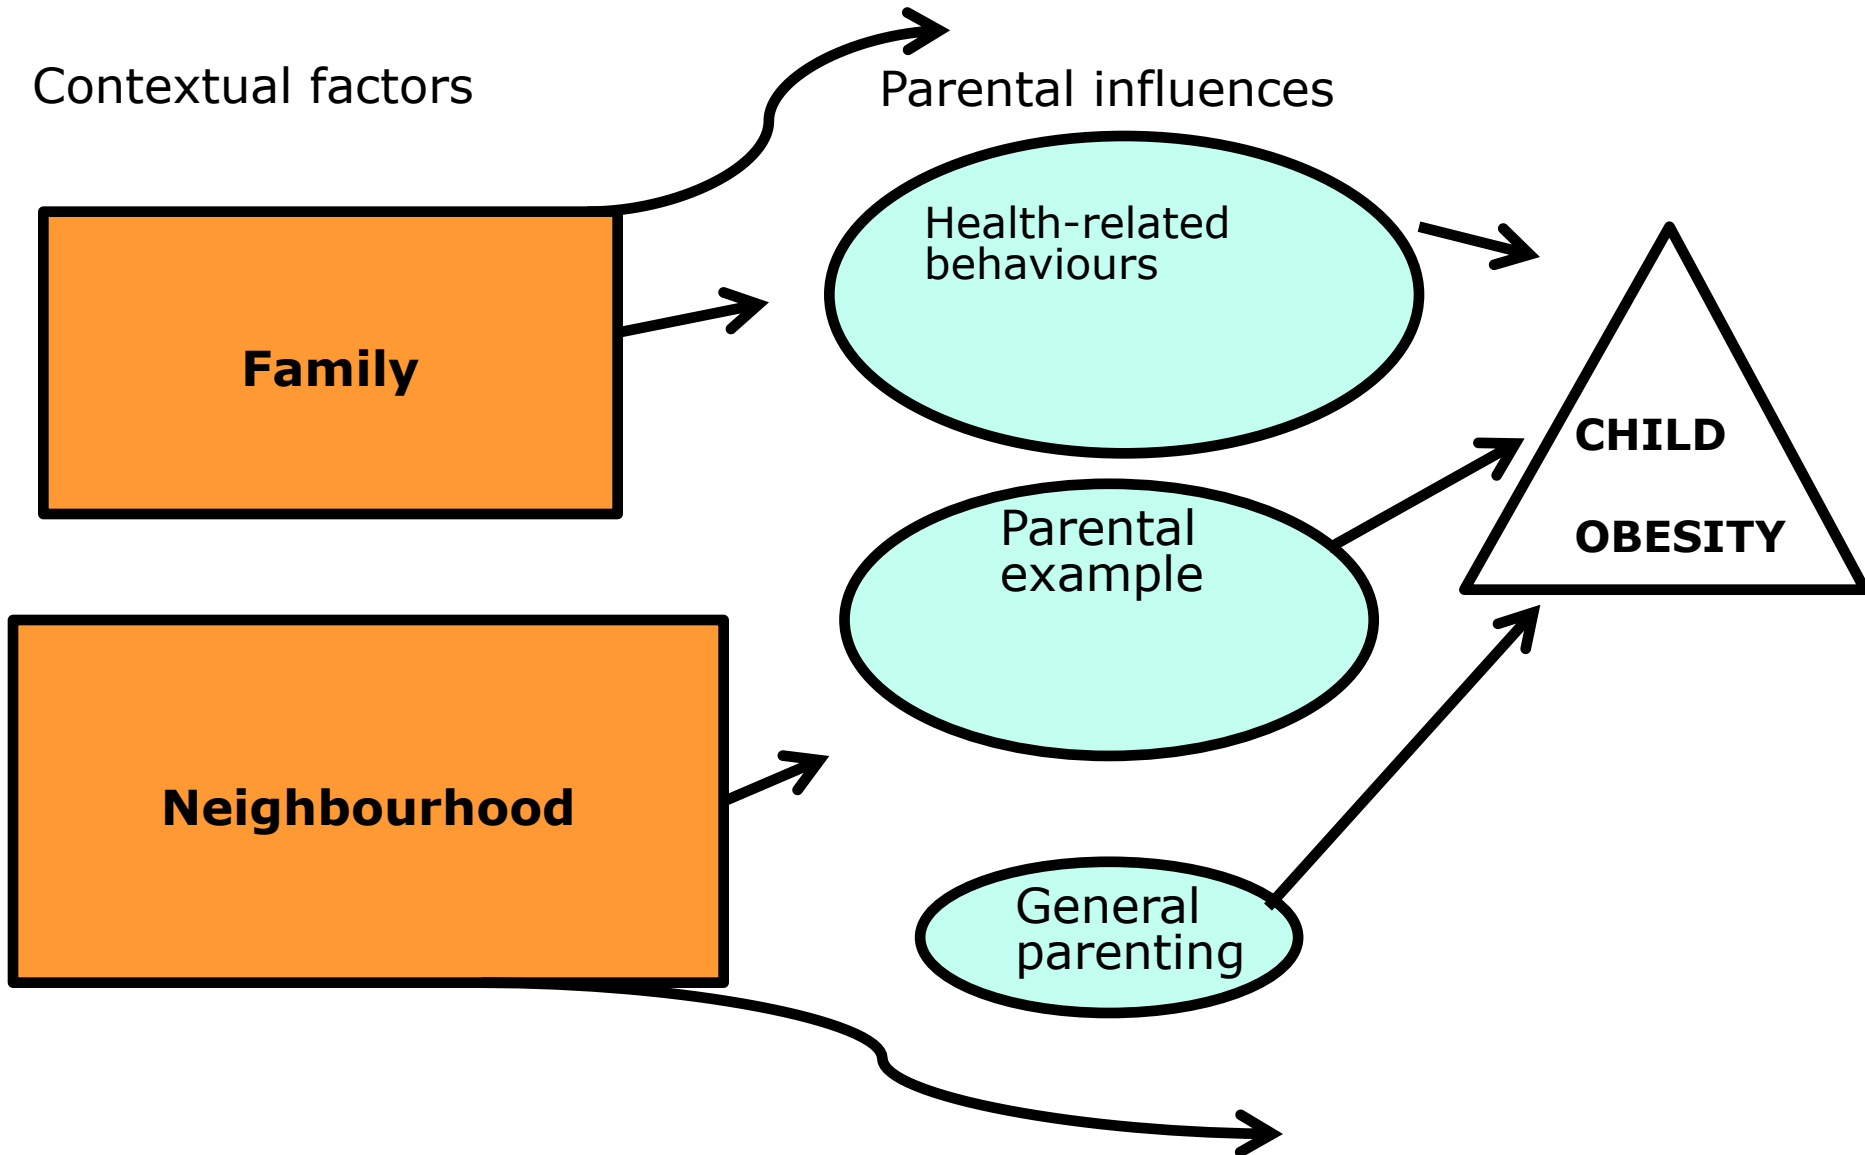 Contextual factors
Parental influences
Health-related
behaviours
Family
Parental
example
CHILD
OBESITY
Neighbourhood
General
parenting